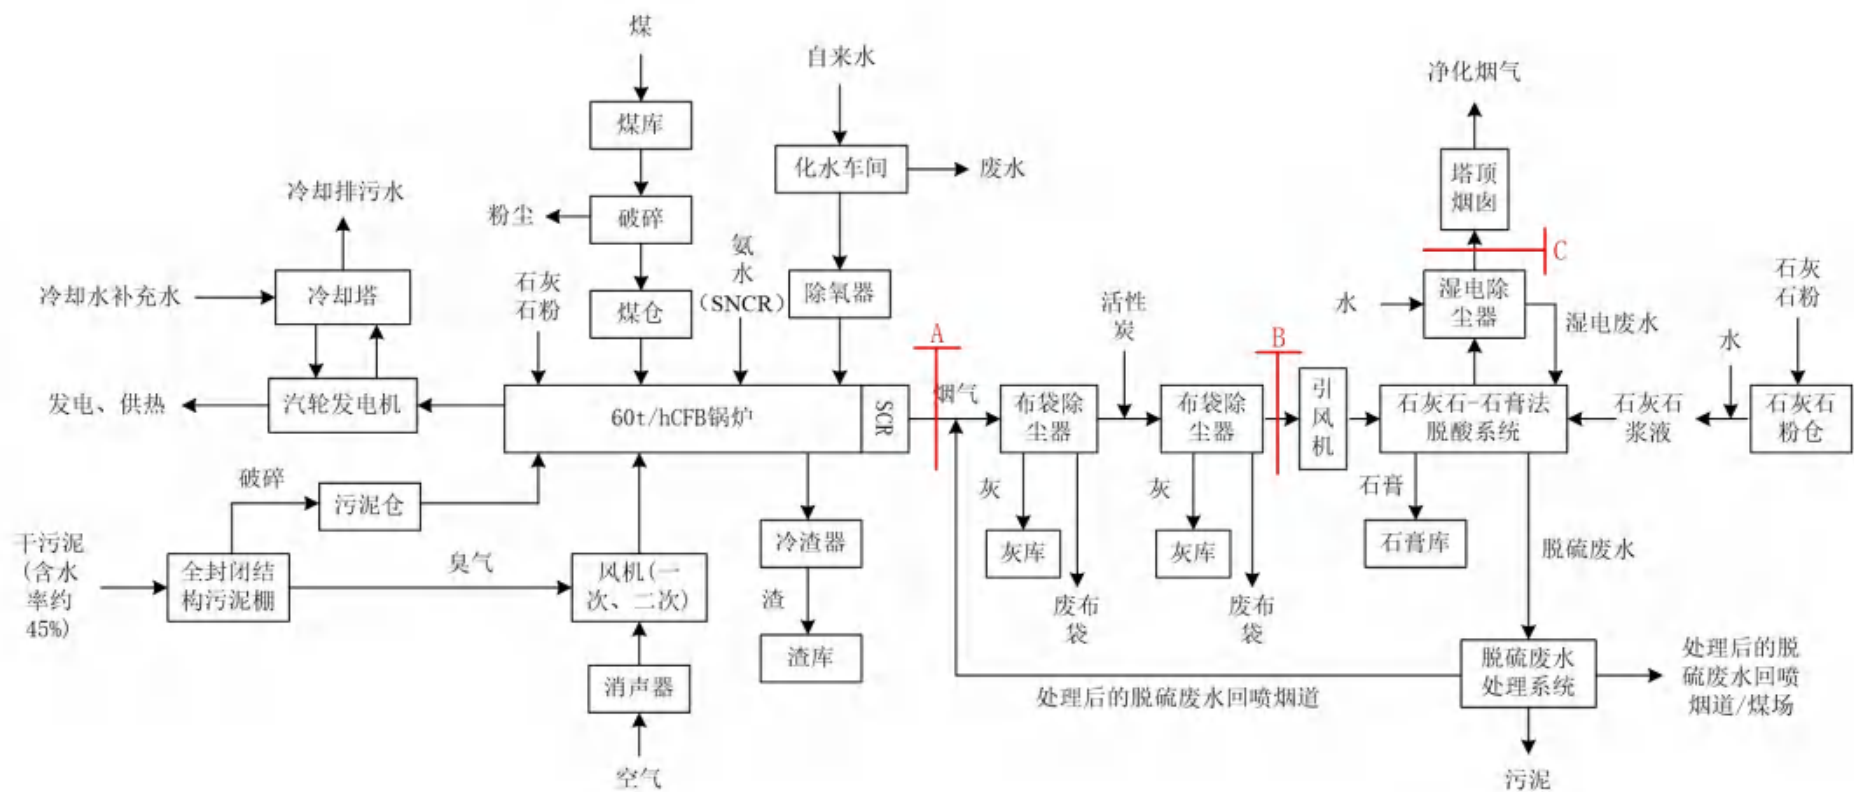 煤
自来水
净化烟气
煤库
化水车间
废水
塔顶
烟囱
冷却排污水
粉尘
破碎
氨
水
(SNCR)
C
冷却水补充水
冷却塔
石灰
石粉
煤仓
除氧器
活性
炭
水
湿电除
尘器
湿电废水
石灰
石粉
水
A
B
发电、供热
汽轮发电机
60t/hCFB锅炉
SCR
烟气
布袋除
尘器
布袋除
尘器
引
风
机
石灰石-石膏法
脱酸系统
石灰石
浆液
石灰石
粉仓
破碎
污泥仓
灰
灰
石膏
干污泥
(含水
率约
45%)
全封闭结
构污泥棚
臭气
风机(一
次、二次)
冷渣器
灰库
灰库
石膏库
脱硫废水
渣
废布
袋
废布
袋
渣库
消声器
处理后的脱硫废水回喷烟道
脱硫废水
处理系统
处理后的脱
硫废水回喷
烟道/煤场
空气
污泥